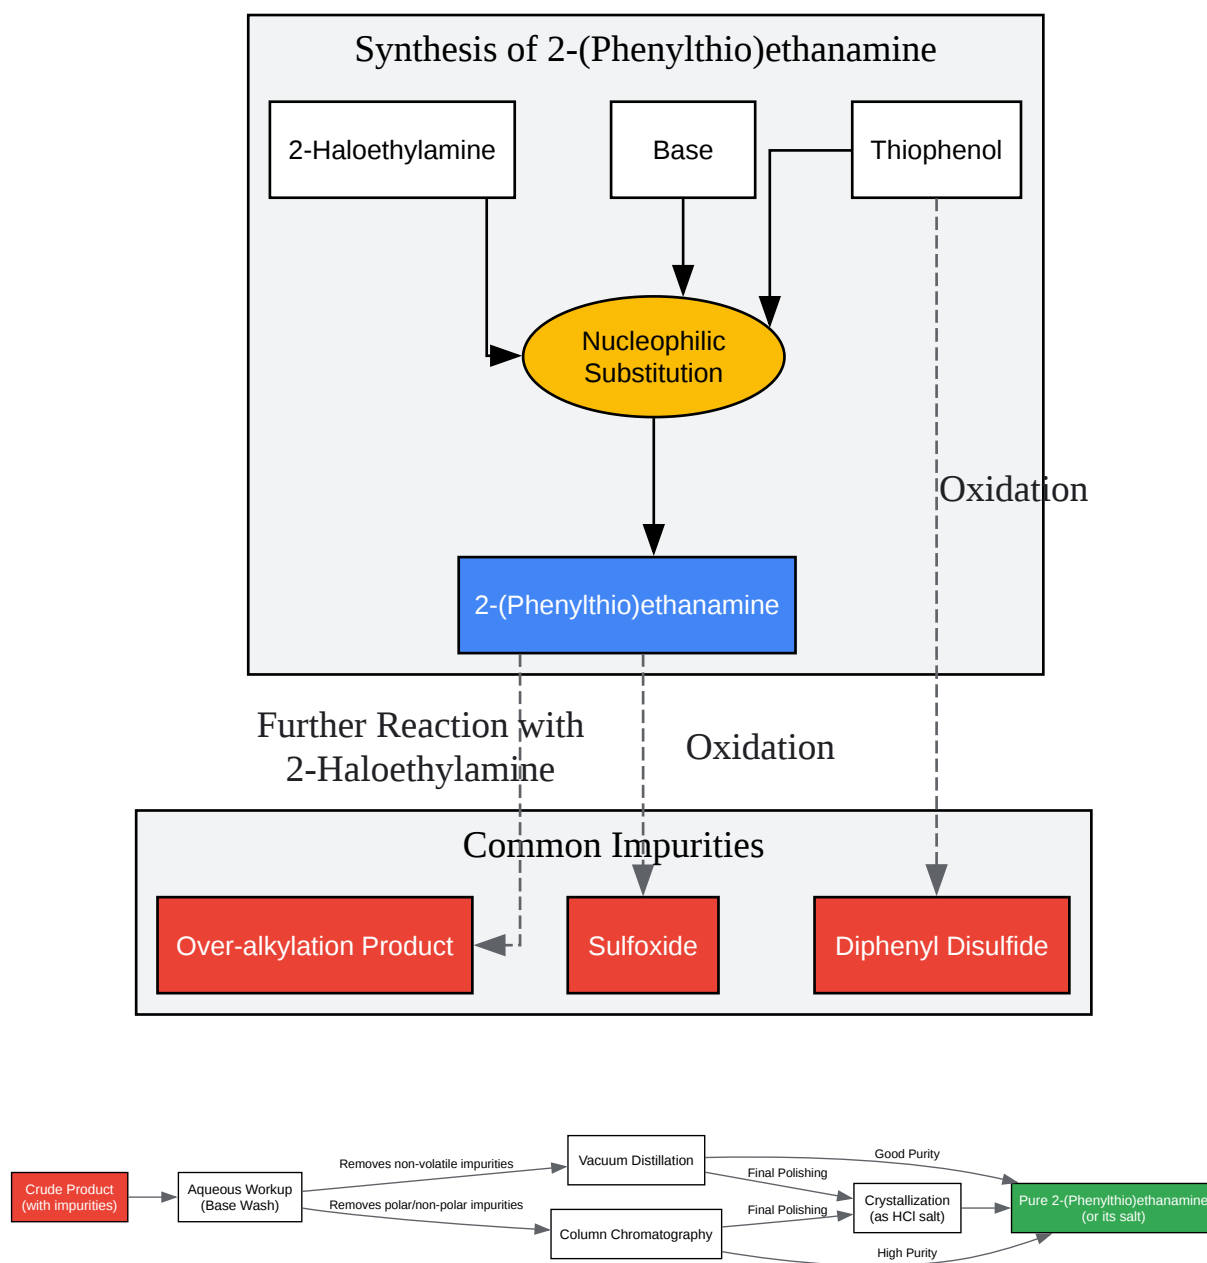 Synthesis of 2-(Phenylthio)ethanamine
2-Haloethylamine
Base
Thiophenol
Nucleophilic
Substitution
Oxidation
2-(Phenylthio)ethanamine
Further Reaction with
2-Haloethylamine
Oxidation
Common Impurities
Over-alkylation Product
Sulfoxide
Diphenyl Disulfide
Crude Product
(with impurities)
Aqueous Workup
(Base Wash)
Removes non-volatile impurities
Removes polar/non-polar impurities
Vacuum Distillation
Column Chromatography
Good Purity
Final Polishing
Final Polishing
High Purity
Crystallization
(as HCl salt)
Pure 2-(Phenylthio)ethanamine
(or its salt)